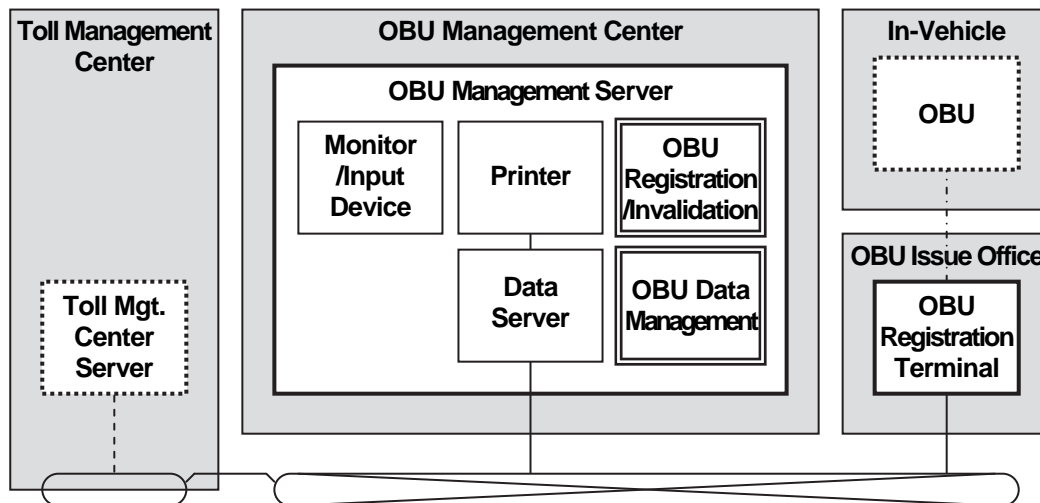 Toll Management
Center
OBU Management Center
In-Vehicle
OBU Management Server
OBU
Monitor
/Input
Device
Printer
OBU
Registration
/Invalidation
OBU Issue Office
Toll Mgt.
Center
Server
Data
Server
OBU Data
Management
OBU
Registration
Terminal